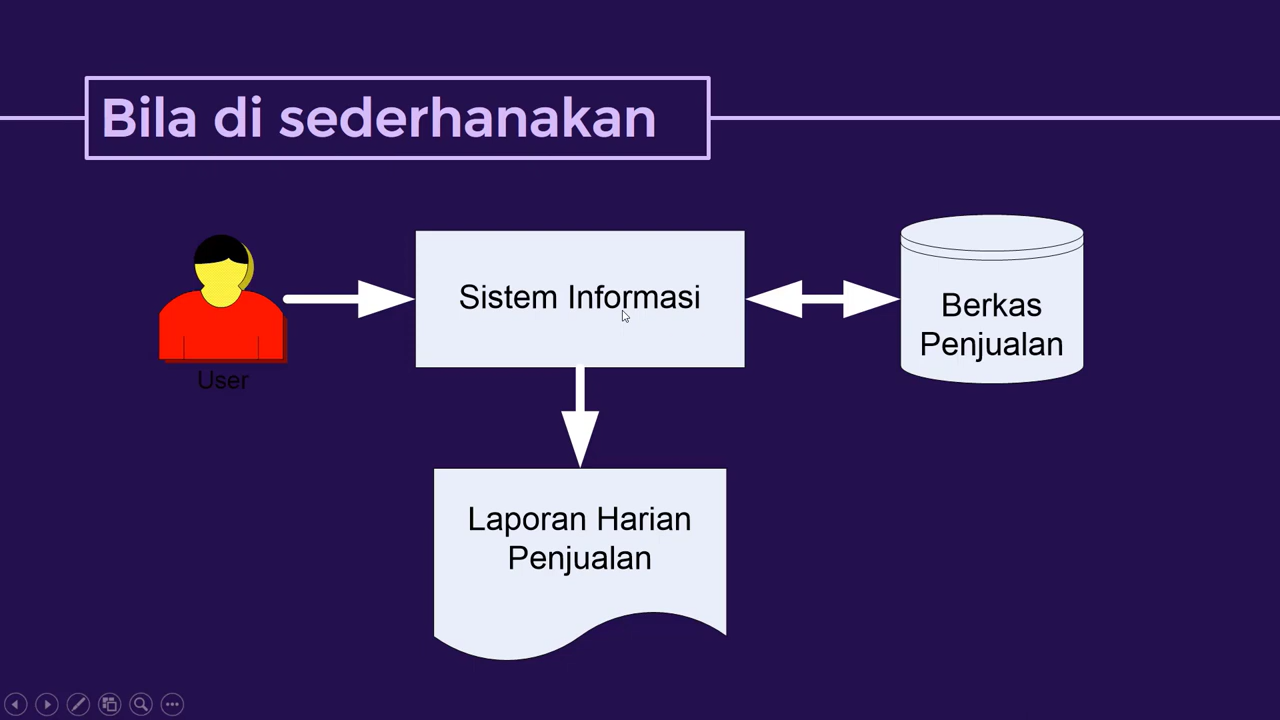 Bila di sederhanakan
Sistem Informasi
Berkas
Penjualan
User
Laporan Harian
Penjualan